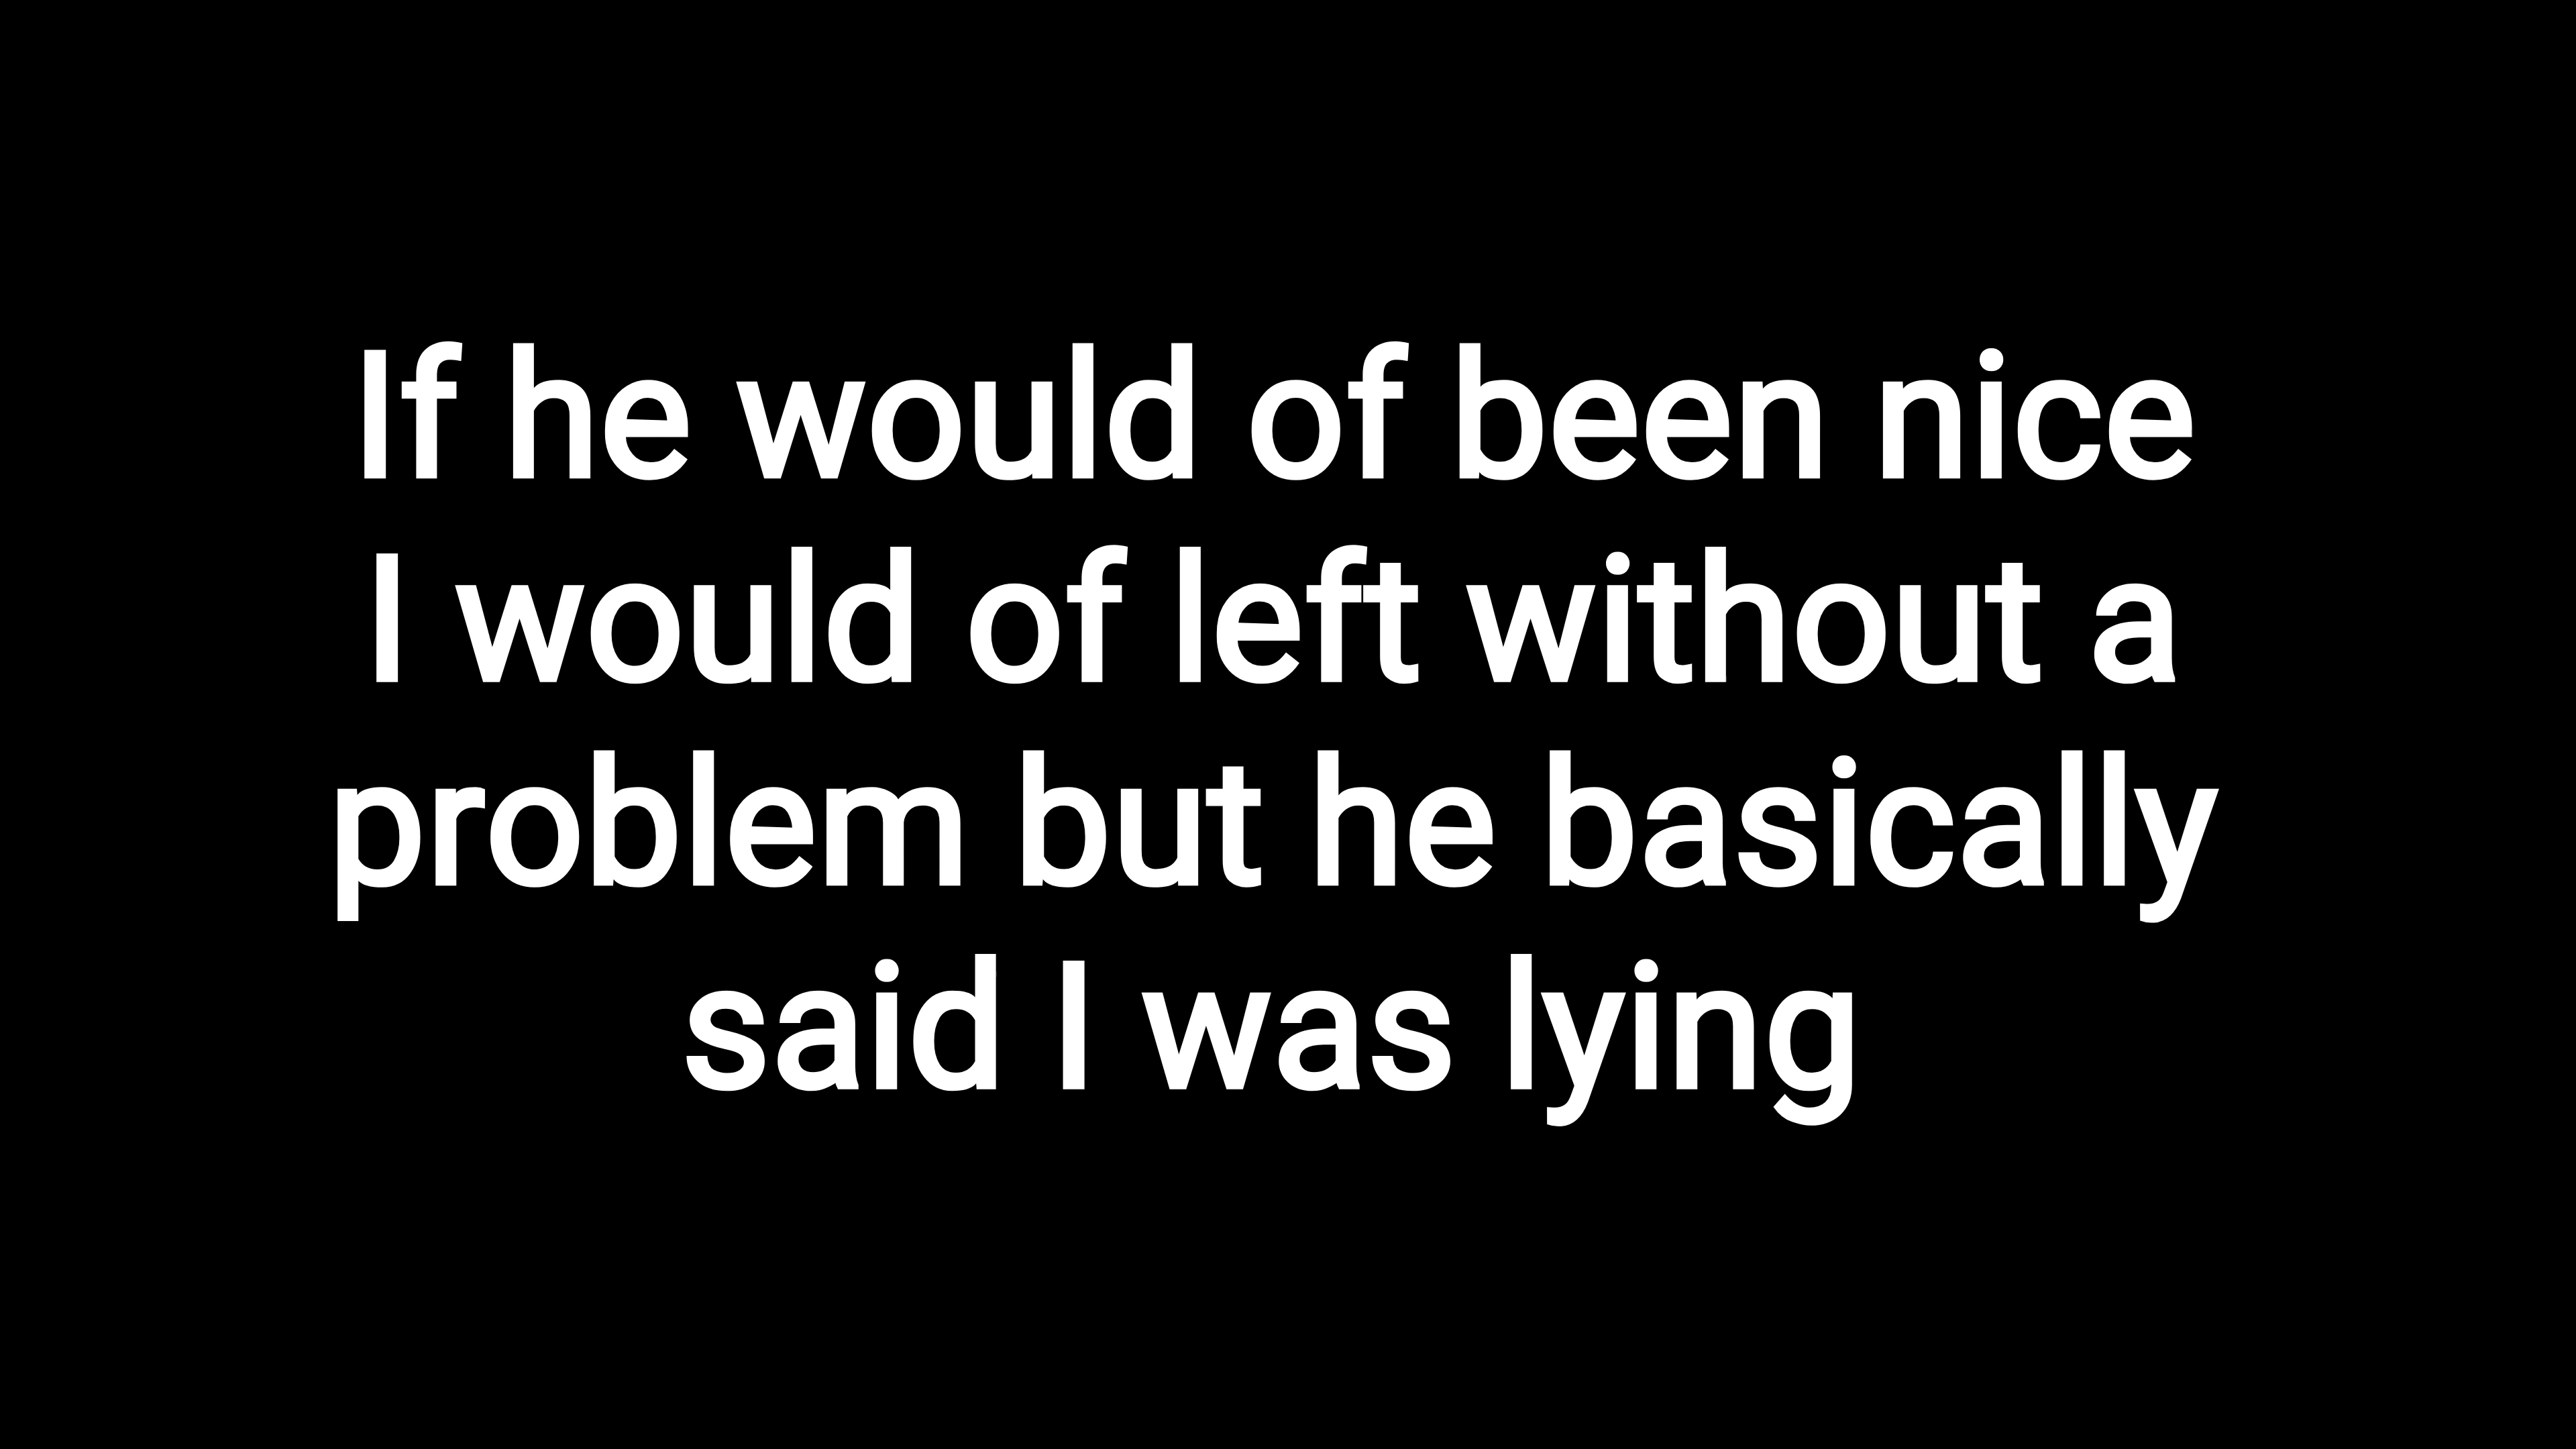 If he would of been nice
I would of left without a
problem but he basically
said I was lying